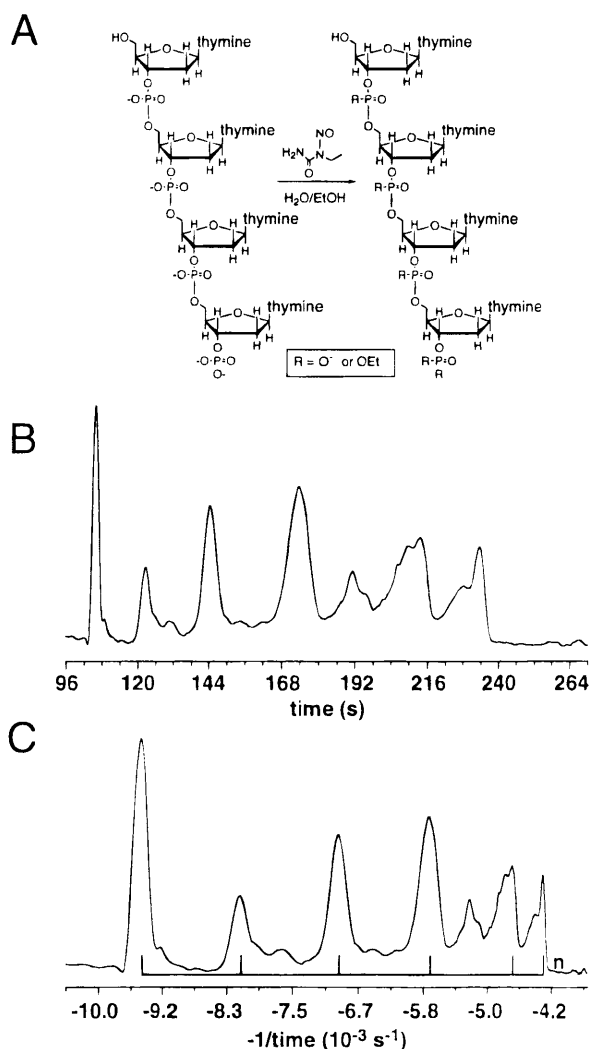 A
HO
thymine
HO
thymine
H
H
O
H
H
O
H
H
H
H
O
O
-O-P=O
R-P=O
O
thymine
O
thymine
NO
H₂N
N
O
H₂O/EtOH
O
O
-O-P=O
R-P=O
O
thymine
O
thymine
O
O
-O-P=O
R-P=O
O
thymine
O
thymine
O
O
-O-P=O
R-P=O
O-
R
R = O⁻ or OEt
B
96 120 144 168 192 216 240 264
time (s)
C
n
-10.0 -9.2 -8.3 -7.5 -6.7 -5.8 -5.0 -4.2
-1/time (10⁻³ s⁻¹)